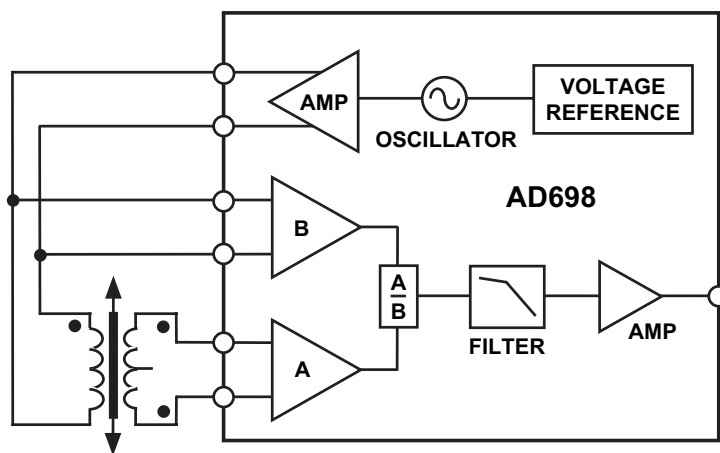 AMP
OSCILLATOR
VOLTAGE
REFERENCE
AD698
B
A
B
A
FILTER
AMP